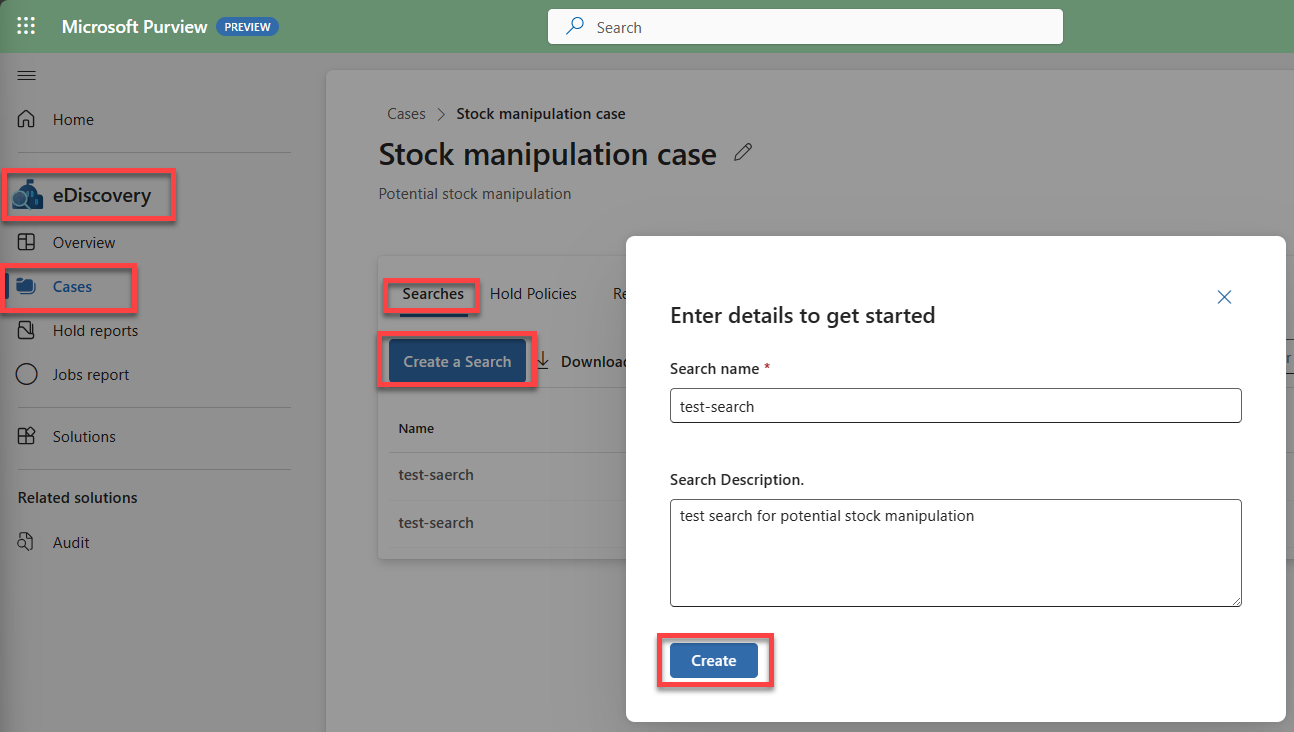 Microsoft Purview PREVIEW
Search
Home
eDiscovery
Overview
Cases
Hold reports
Jobs report
Solutions
Related solutions
Audit
Cases > Stock manipulation case
Stock manipulation case
Potential stock manipulation
Searches Hold Policies Re
Create a Search Download
Name
test-saerch
test-search
Enter details to get started
Search name *
test-search
Search Description.
test search for potential stock manipulation
Create